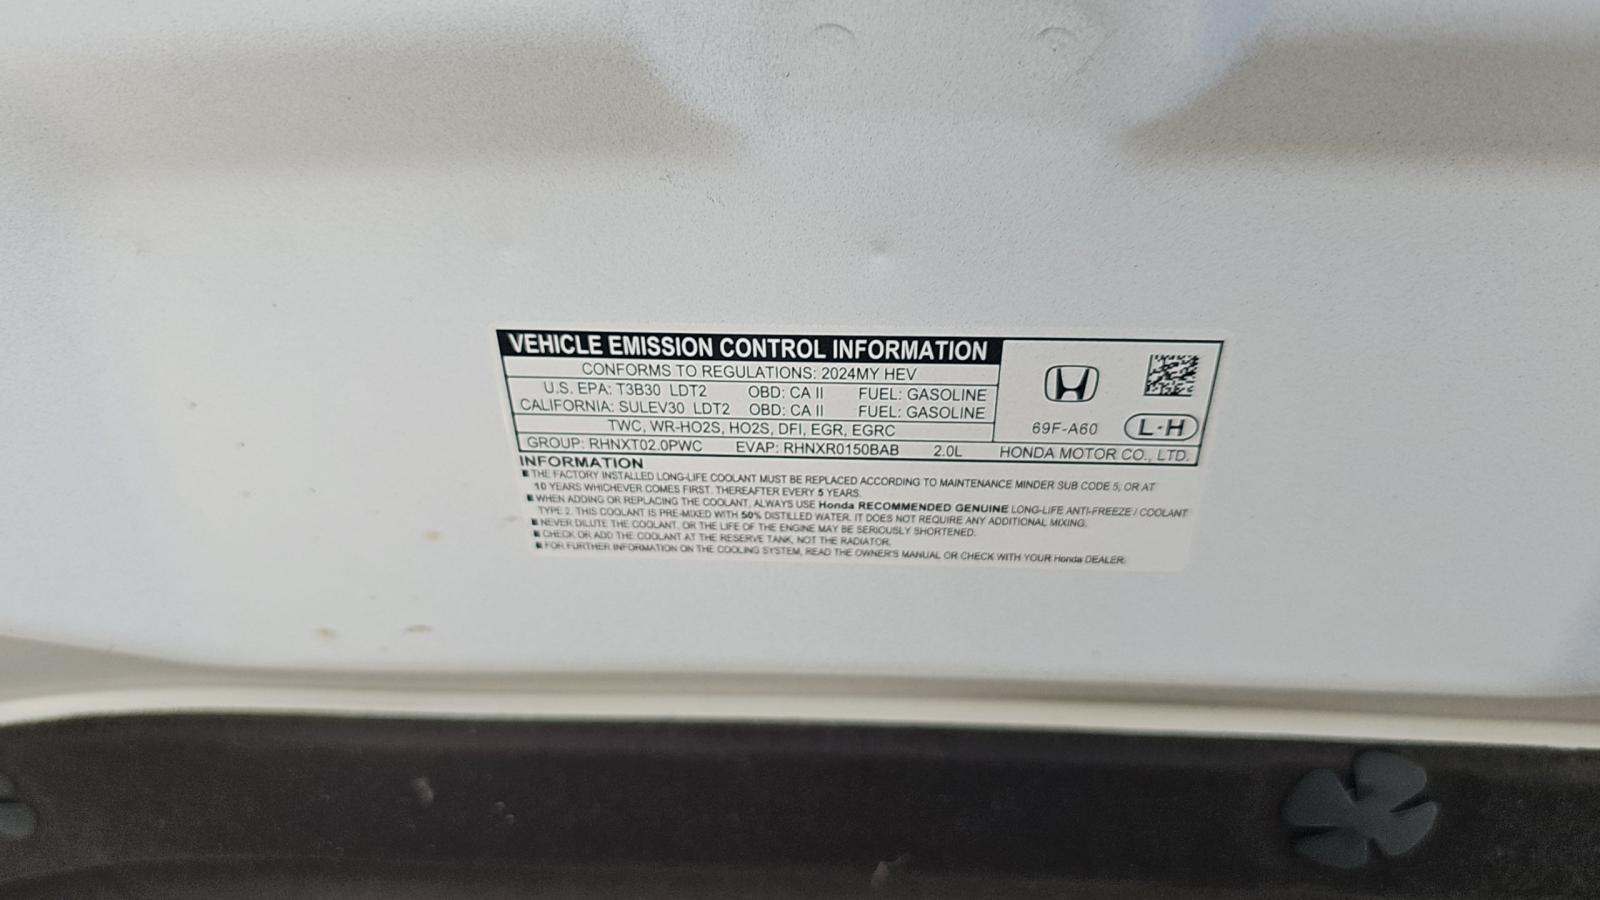 VEHICLE EMISSION CONTROL INFORMATION
CONFORMS TO REGULATIONS: 2024MY HEV
U.S. EPA: T3B30 LDT2 OBD: CA II FUEL: GASOLINE
CALIFORNIA: SULEV30 LDT2 OBD: CA II FUEL: GASOLINE
TWC, WR-HO2S, HO2S, DFI, EGR, EGRC
69F-A60 L-H
GROUP: RHNXT02.0PWC EVAP: RHNXR0150BAB 2.0L HONDA MOTOR CO., LTD.
INFORMATION
■ THE FACTORY INSTALLED LONG-LIFE COOLANT MUST BE REPLACED ACCORDING TO MAINTENANCE MINDER SUB CODE 5, OR AT
10 YEARS WHICHEVER COMES FIRST. THEREAFTER EVERY 5 YEARS.
■ WHEN ADDING OR REPLACING THE COOLANT, ALWAYS USE Honda RECOMMENDED GENUINE LONG-LIFE ANTI-FREEZE / COOLANT
TYPE 2. THIS COOLANT IS PRE-MIXED WITH 50% DISTILLED WATER. IT DOES NOT REQUIRE ANY ADDITIONAL MIXING.
■ NEVER DILUTE THE COOLANT, OR THE LIFE OF THE ENGINE MAY BE SERIOUSLY SHORTENED.
■ CHECK OR ADD THE COOLANT AT THE RESERVE TANK, NOT THE RADIATOR.
■ FOR FURTHER INFORMATION ON THE COOLING SYSTEM, READ THE OWNER'S MANUAL OR CHECK WITH YOUR Honda DEALER.